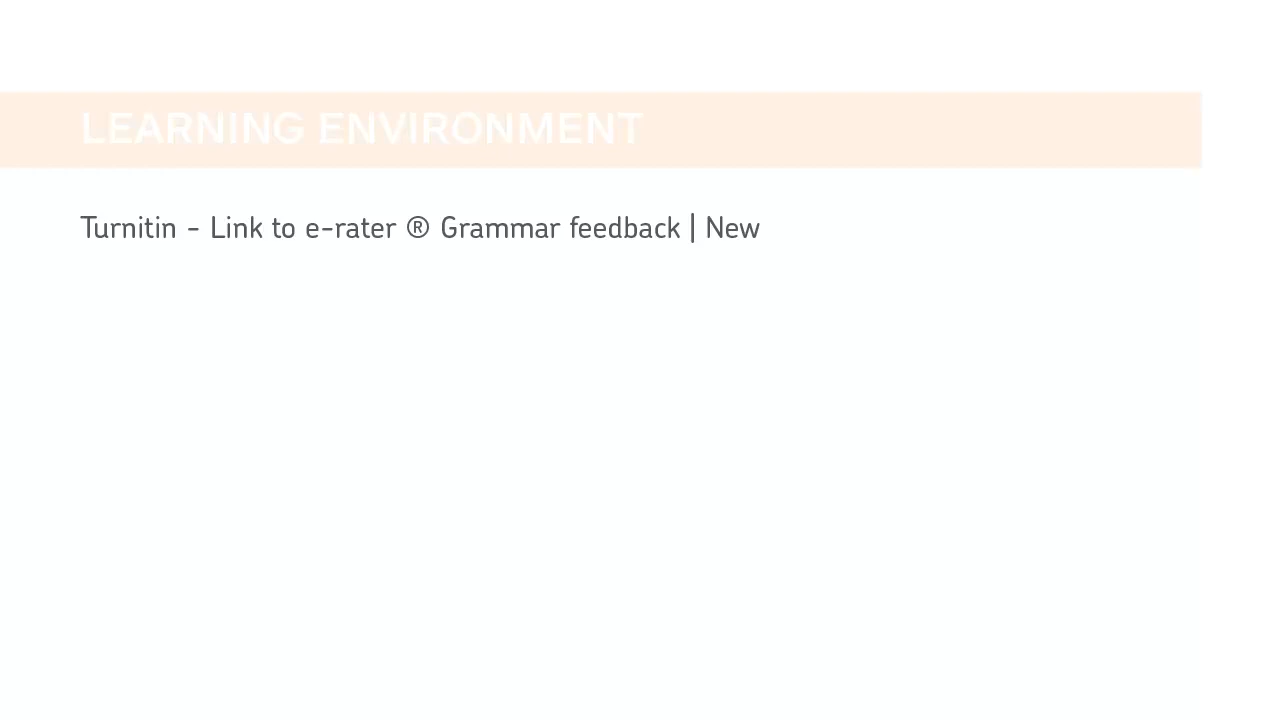 LEARNING ENVIRONMENT
Turnitin - Link to e-rater ® Grammar feedback | New